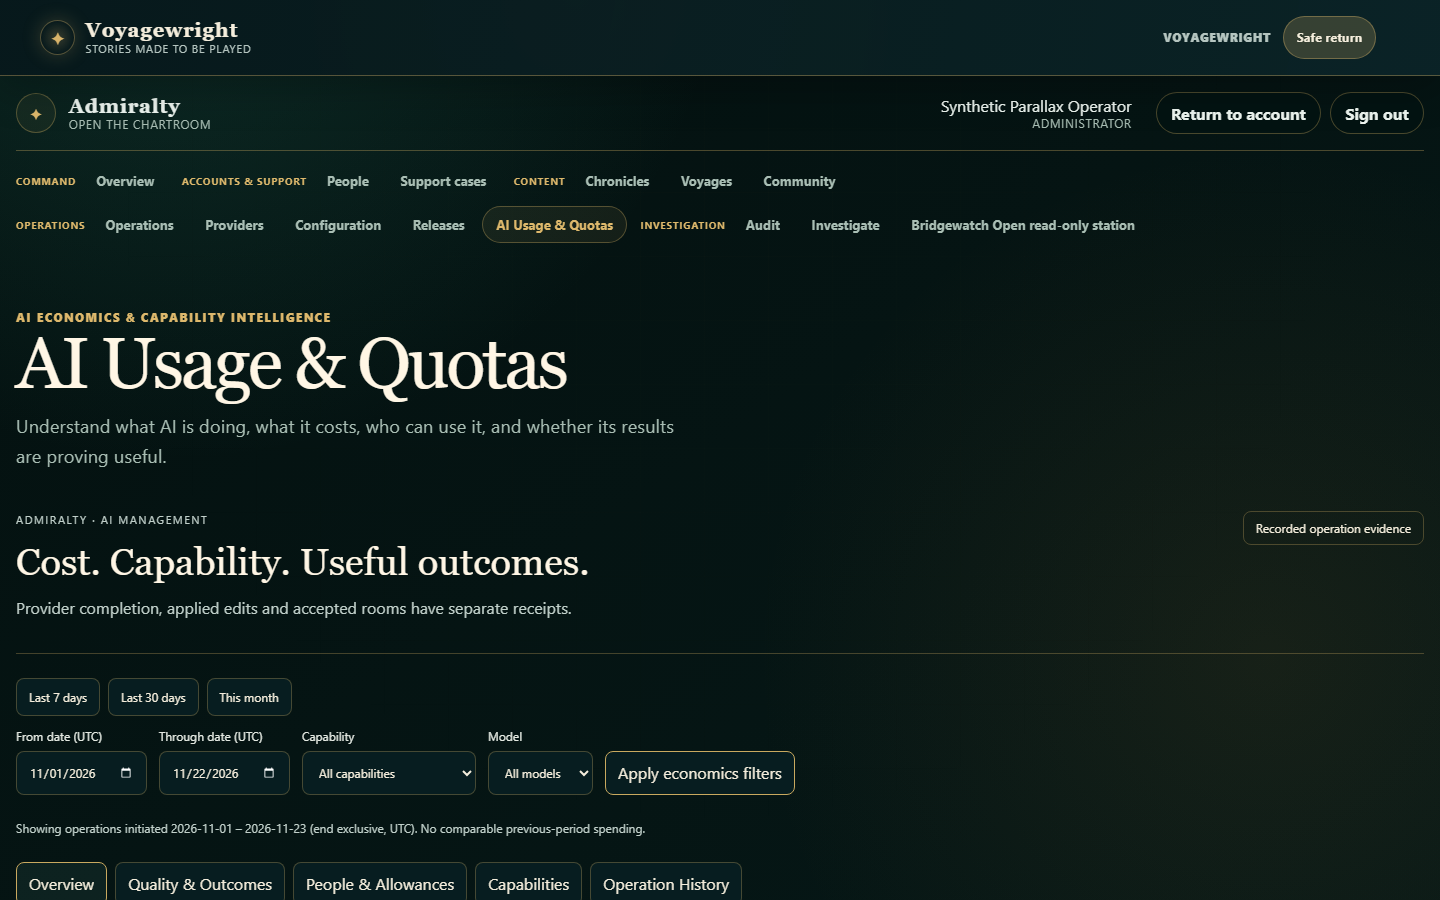 Voyagewright
STORIES MADE TO BE PLAYED
VOYAGEWRIGHT
Safe return
Admiralty
OPEN THE CHARTROOM
Synthetic Parallax Operator
ADMINISTRATOR
Return to account
Sign out
COMMAND Overview ACCOUNTS & SUPPORT People Support cases CONTENT Chronicles Voyages Community
OPERATIONS Operations Providers Configuration Releases AI Usage & Quotas INVESTIGATION Audit Investigate Bridgewatch Open read-only station
AI ECONOMICS & CAPABILITY INTELLIGENCE
AI Usage & Quotas
Understand what AI is doing, what it costs, who can use it, and whether its results
are proving useful.
ADMIRALTY · AI MANAGEMENT
Recorded operation evidence
Cost. Capability. Useful outcomes.
Provider completion, applied edits and accepted rooms have separate receipts.
Last 7 days Last 30 days This month
From date (UTC) Through date (UTC) Capability Model
11/01/2026 11/22/2026 All capabilities All models Apply economics filters
Showing operations initiated 2026-11-01 – 2026-11-23 (end exclusive, UTC). No comparable previous-period spending.
Overview Quality & Outcomes People & Allowances Capabilities Operation History